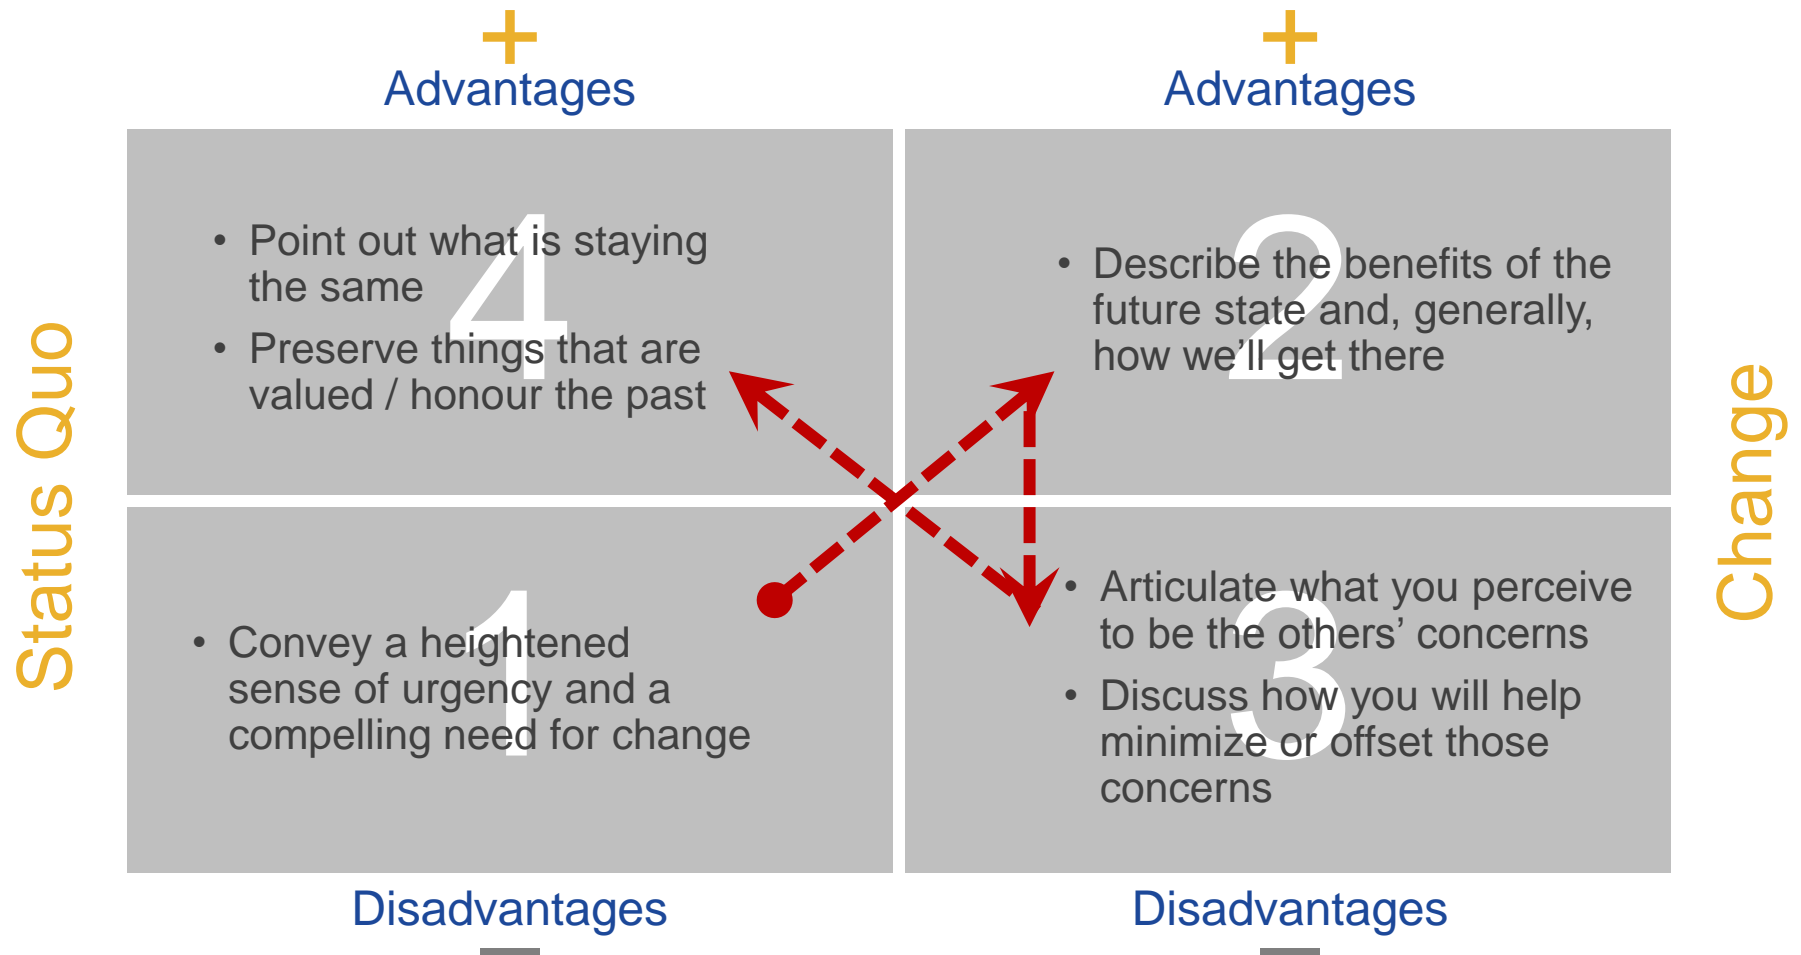 + +
Advantages Advantages
Status Quo
4
• Point out what is staying
the same
• Preserve things that are
valued / honour the past
2
• Describe the benefits of the
future state and, generally,
how we’ll get there
Change
1
• Convey a heightened
sense of urgency and a
compelling need for change
3
• Articulate what you perceive
to be the others’ concerns
• Discuss how you will help
minimize or offset those
concerns
Disadvantages Disadvantages